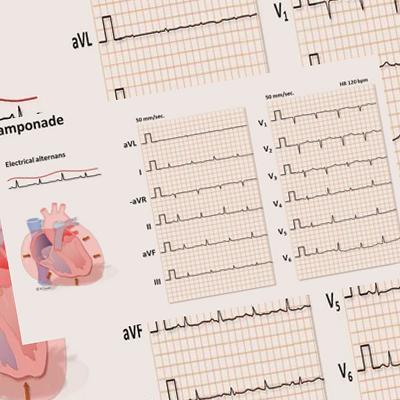 aVL
V1
amponade
Electrical alternans
50 mm/sec.
50 mm/sec.
HR 120 bpm
aVL
I
-aVR
II
aVF
III
V1
V2
V3
V4
V5
V6
aVF
V5
V6